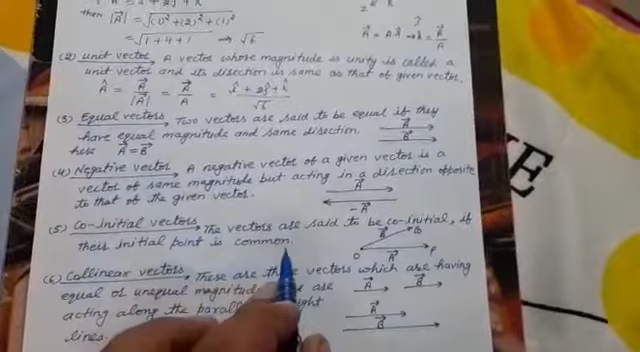 then |A⃗| = √(1)²+(2)²+(1)²
= √1+4+1 → √6
A⃗ = A Â → Â = A⃗/A
(2) unit vector → A vector whose magnitude is unity is called a
unit vector and its direction is same as that of given vector.
Â = A⃗/|A⃗| = A⃗/A = î + 2ĵ + k̂/√6
(3) Equal vectors → Two vectors are said to be equal if they
have equal magnitude and same direction.
here A⃗ = B⃗
A⃗
B⃗
(4) Negative vector → A negative vector of a given vector is a
vector of same magnitude but acting in a direction opposite
to that of the given vector.
A⃗
-A⃗
(5) Co-Initial vectors → The vectors are said to be co-initial, if
their initial point is common.
B⃗ B
O A⃗ P
(6) Collinear vectors → These are those vectors which are having
equal or unequal magnitude are
A⃗ B⃗
acting along the
lines.
A⃗
B⃗